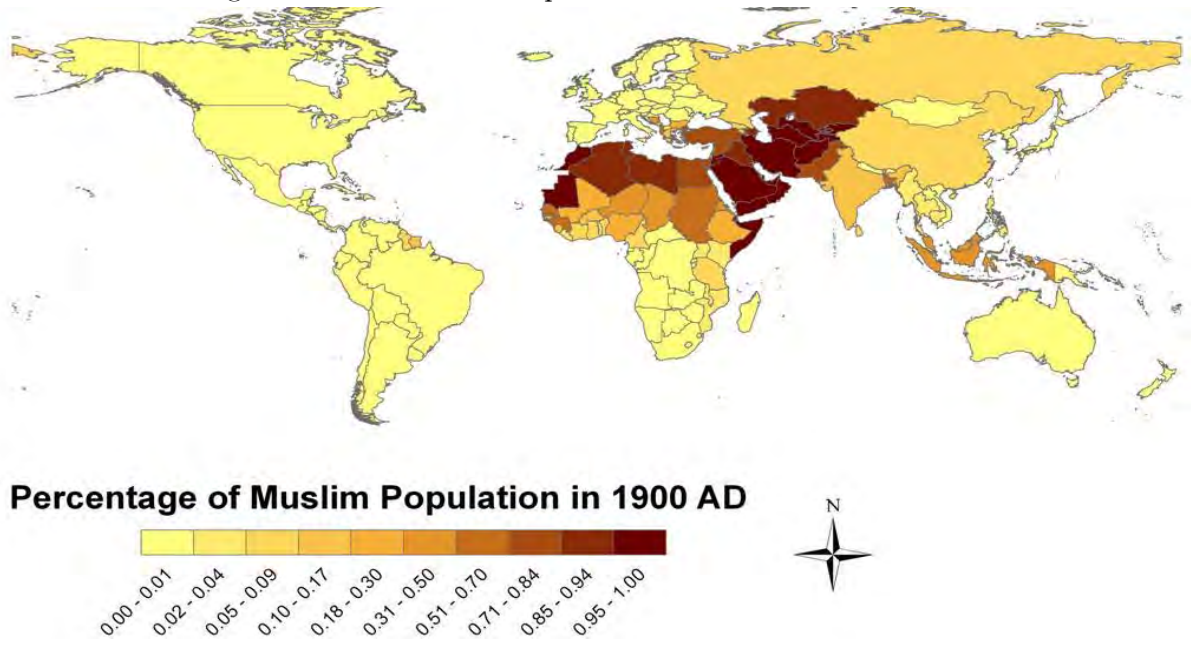 Percentage of Muslim Population in 1900 AD
N
0.00 - 0.01
0.02 - 0.04
0.05 - 0.09
0.10 - 0.17
0.18 - 0.30
0.31 - 0.50
0.51 - 0.70
0.71 - 0.84
0.85 - 0.94
0.95 - 1.00